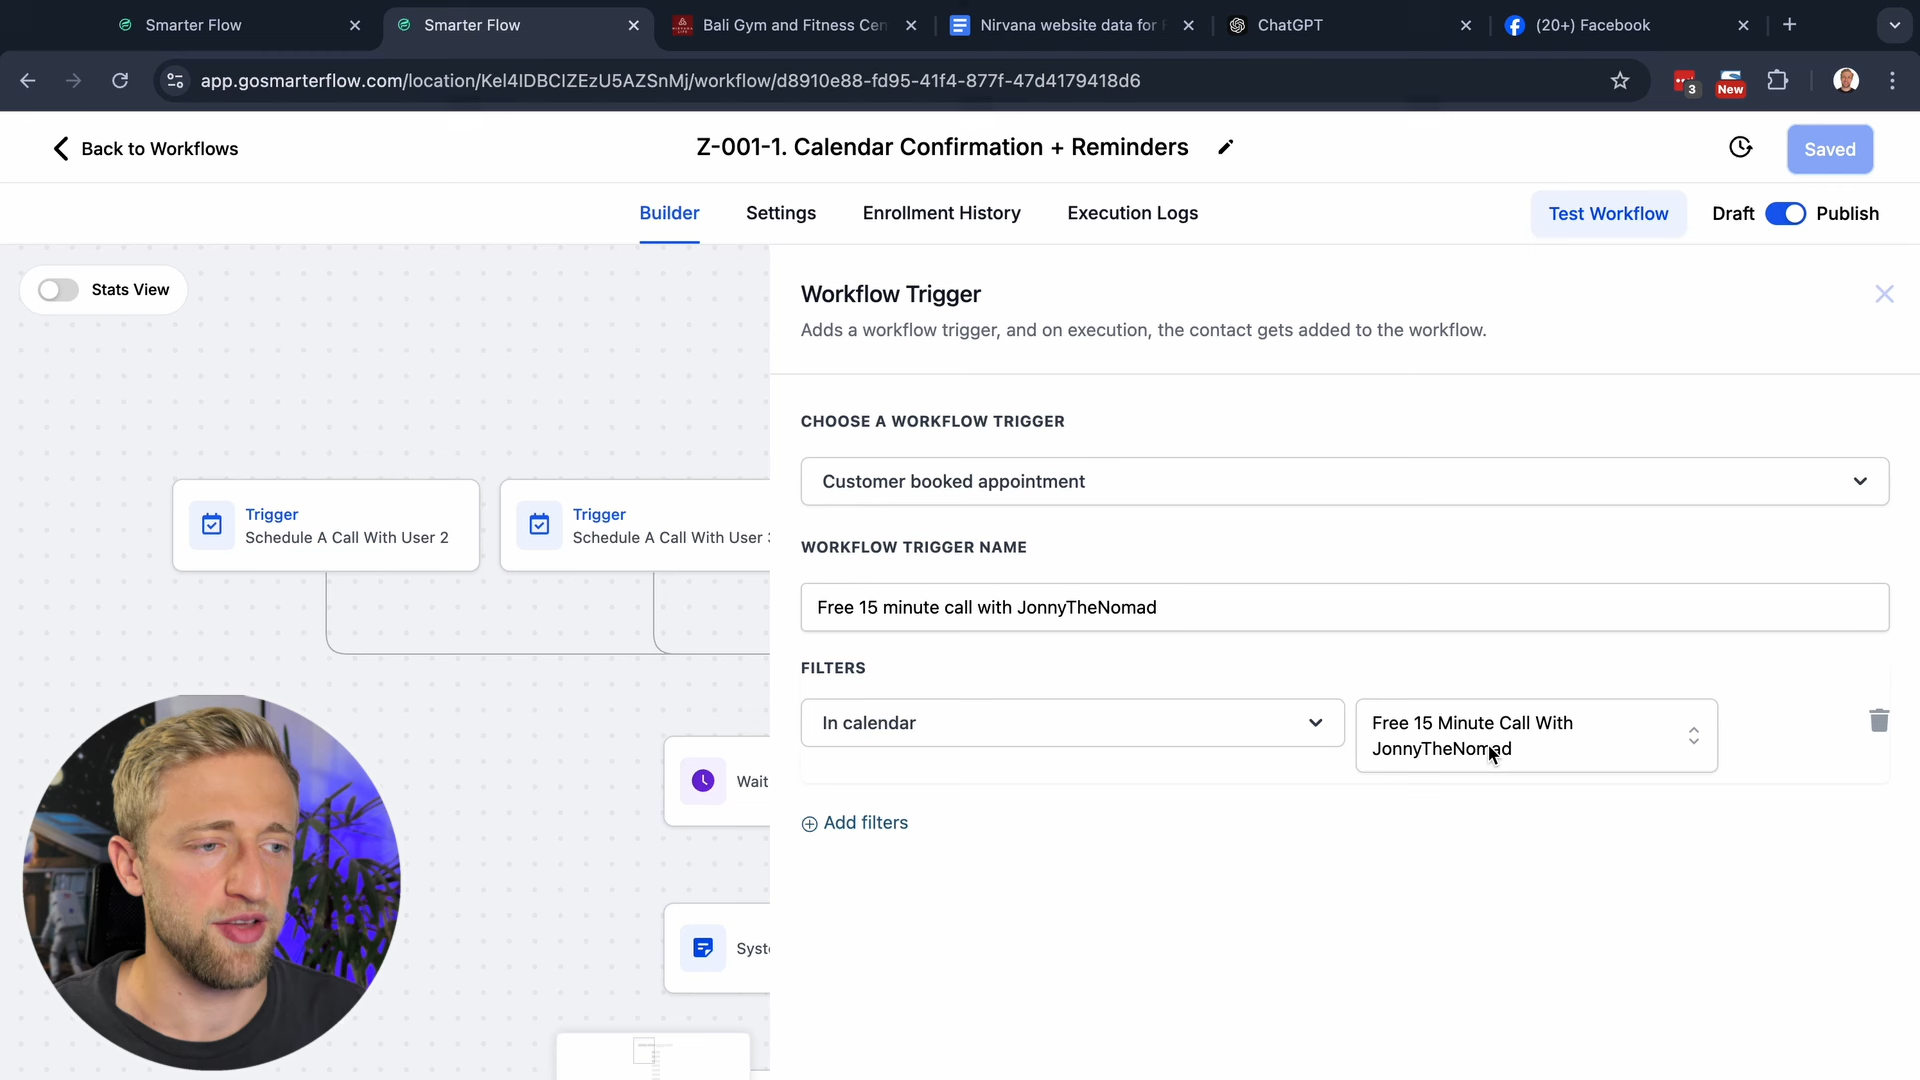 Smarter Flow
Smarter Flow
Bali Gym and Fitness Cen
Nirvana website data for
ChatGPT
(20+) Facebook
app.gosmarterflow.com/location/Kel4IDBCIZEzU5AZSnMj/workflow/d8910e88-fd95-41f4-877f-47d4179418d6
3
New
Back to Workflows
Z-001-1. Calendar Confirmation + Reminders
Saved
Builder
Settings
Enrollment History
Execution Logs
Test Workflow
Draft
Publish
Stats View
Workflow Trigger
Adds a workflow trigger, and on execution, the contact gets added to the workflow.
CHOOSE A WORKFLOW TRIGGER
Customer booked appointment
Trigger
Schedule A Call With User 2
Trigger
Schedule A Call With User
WORKFLOW TRIGGER NAME
Free 15 minute call with JonnyTheNomad
FILTERS
In calendar
Free 15 Minute Call With
JonnyTheNomad
Wait
Add filters
Syste